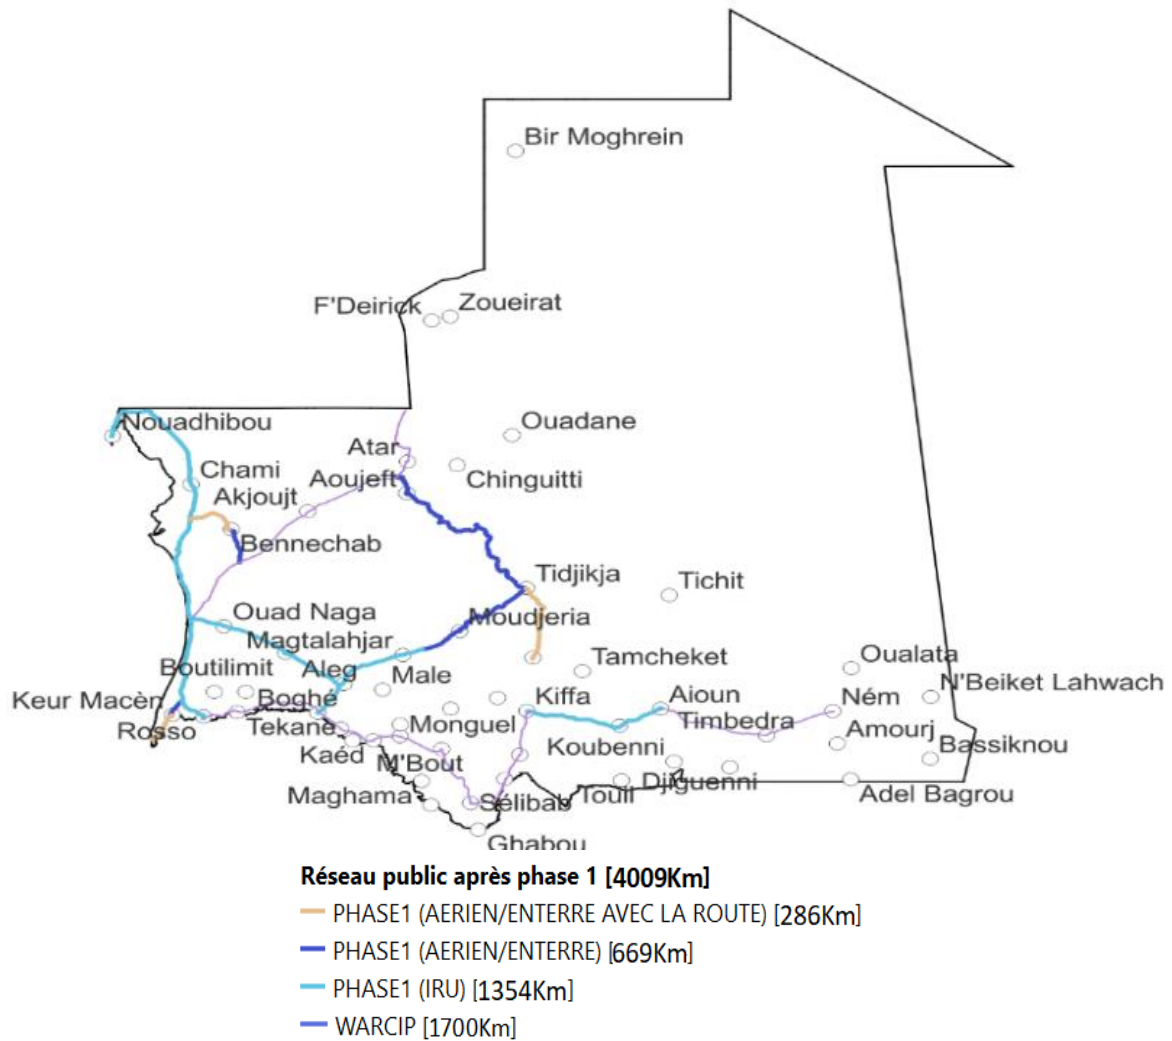 Bir Moghrein
F'Deirick
Zoueirat
Nouadhibou
Ouadane
Atar
Chami
Aoujeft
Chinguitti
Akjoujt
Bennechab
Tidjikja
Tichit
Ouad Naga
Moudjeria
Magtalahjar
Boutilimit
Aleg
Male
Tamcheket
Oualata
N'Beiket Lahwach
Keur Macèn
Boghé
Kiffa
Aioun
Ném
Rosso
Tekane
Monguel
Timbedra
Amourj
Kaéd
M'Bout
Koubenni
Bassiknou
Maghama
Sélibab
Touil
Djiguenni
Adel Bagrou
Ghabou
Réseau public après phase 1 [4009Km]
PHASE1 (AERIEN/ENTERRE AVEC LA ROUTE) [286Km]
PHASE1 (AERIEN/ENTERRE) [669Km]
PHASE1 (IRU) [1354Km]
WARCIP [1700Km]